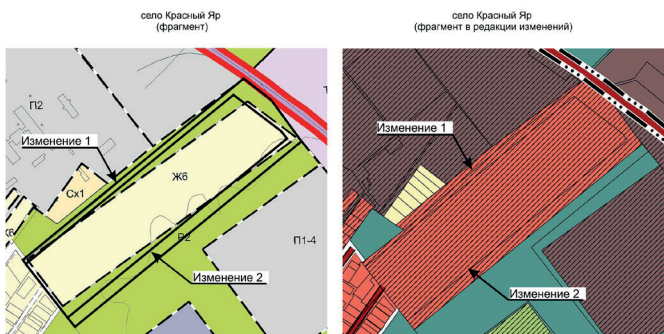 село Красный Яр
(фрагмент)
село Красный Яр
(фрагмент в редакции изменений)
П2
Изменение 1
Сх1
Ж6
Р2
П1-4
Изменение 2
Изменение 1
Изменение 2